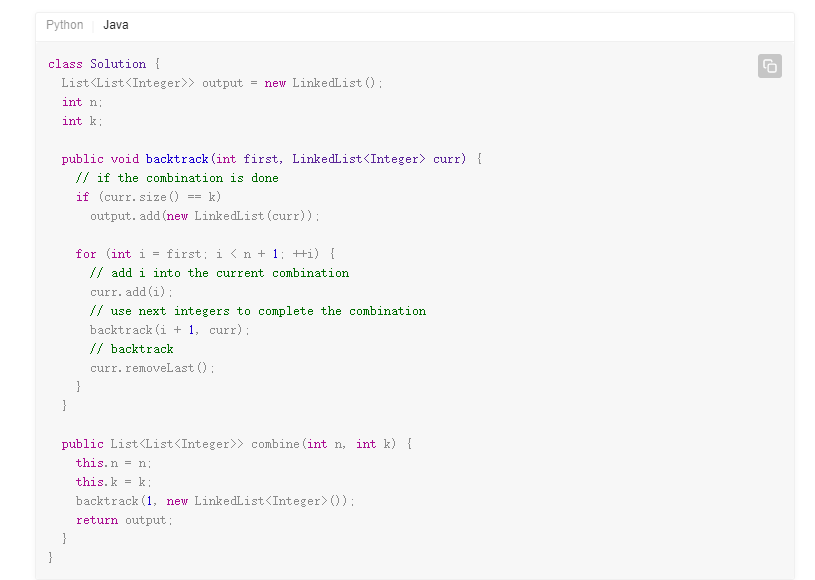 Python Java
class Solution {
  List<List<Integer>> output = new LinkedList();
  int n;
  int k;
  public void backtrack(int first, LinkedList<Integer> curr) {
    // if the combination is done
    if (curr.size() == k)
      output.add(new LinkedList(curr));
    for (int i = first; i < n + 1; ++i) {
      // add i into the current combination
      curr.add(i);
      // use next integers to complete the combination
      backtrack(i + 1, curr);
      // backtrack
      curr.removeLast();
    }
  }
  public List<List<Integer>> combine(int n, int k) {
    this.n = n;
    this.k = k;
    backtrack(1, new LinkedList<Integer>());
    return output;
  }
}